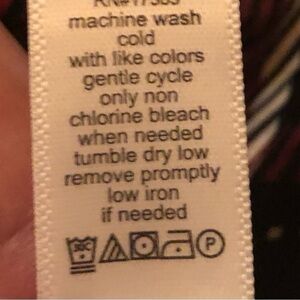 machine wash
cold
with like colors
gentle cycle
only non
chlorine bleach
when needed
tumble dry low
remove promptly
low iron
if needed
P